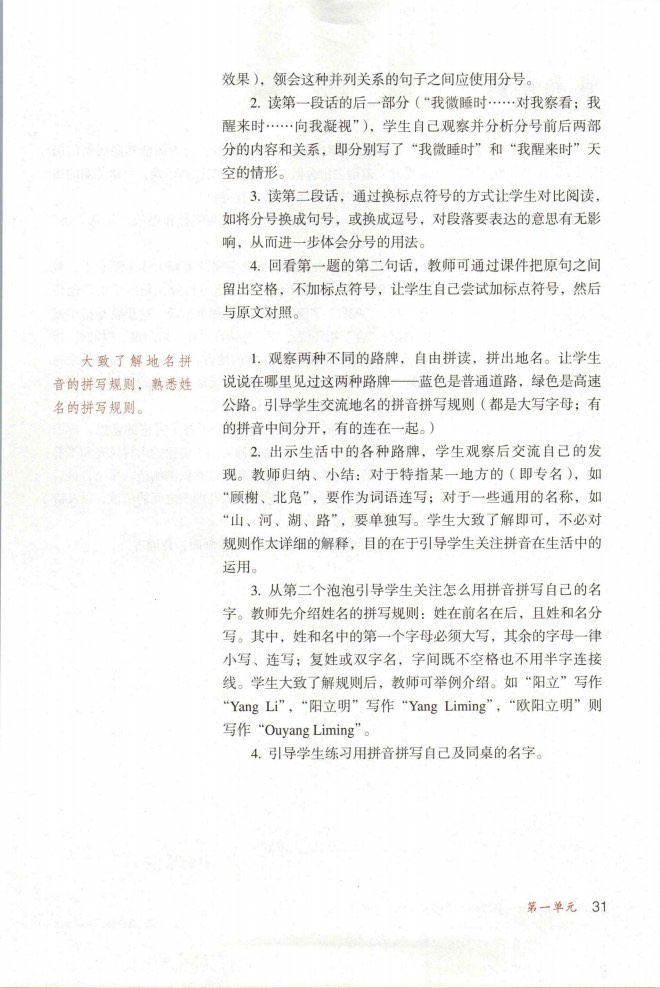 效果），领会这种并列关系的句子之间应使用分号。
2. 读第一段话的后一部分（“我微睡时……对我察看；我
醒来时……向我凝视”），学生自己观察并分析分号前后两部
分的内容和关系，即分别写了“我微睡时”和“我醒来时”天
空的情形。
3. 读第二段话，通过换标点符号的方式让学生对比阅读，
如将分号换成句号，或换成逗号，对段落要表达的意思有无影
响，从而进一步体会分号的用法。
4. 回看第一题的第二句话，教师可通过课件把原句之间
留出空格，不加标点符号，让学生自己尝试加标点符号，然后
与原文对照。
大致了解地名拼
音的拼写规则，熟悉姓
名的拼写规则。
1. 观察两种不同的路牌，自由拼读，拼出地名。让学生
说说在哪里见过这两种路牌——蓝色是普通道路，绿色是高速
公路。引导学生交流地名的拼音拼写规则（都是大写字母；有
的拼音中间分开，有的连在一起。）
2. 出示生活中的各种路牌，学生观察后交流自己的发
现。教师归纳、小结：对于特指某一地方的（即专名），如
“顾榭、北凫”，要作为词语连写；对于一些通用的名称，如
“山、河、湖、路”，要单独写。学生大致了解即可，不必对
规则作太详细的解释，目的在于引导学生关注拼音在生活中的
运用。
3. 从第二个泡泡引导学生关注怎么用拼音拼写自己的名
字。教师先介绍姓名的拼写规则：姓在前名在后，且姓和名分
写。其中，姓和名中的第一个字母必须大写，其余的字母一律
小写、连写；复姓或双字名，字间既不空格也不用半字连接
线。学生大致了解规则后，教师可举例介绍。如“阳立”写作
“Yang Li”，“阳立明”写作“Yang Liming”，“欧阳立明”则
写作“Ouyang Liming”。
4. 引导学生练习用拼音拼写自己及同桌的名字。
第一单元 31